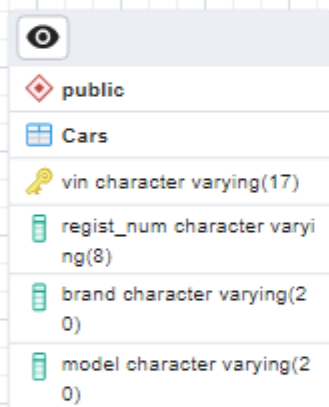 public
Cars
vin character varying(17)
regist_num character varyi
ng(8)
brand character varying(2
0)
model character varying(2
0)